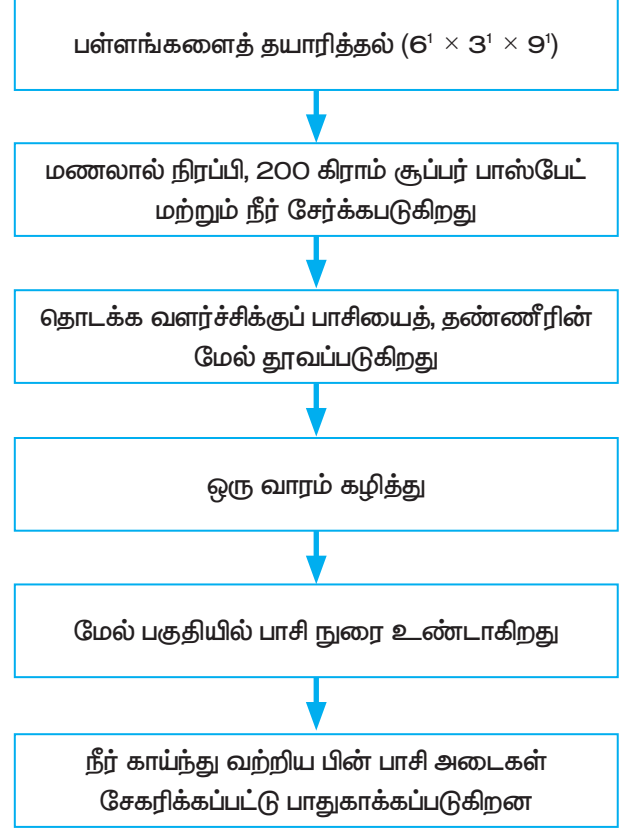 பள்ளங்களைத் தயாரித்தல் (6¹ × 3¹ × 9¹)
மணலால் நிரப்பி, 200 கிராம் சூப்பர் பாஸ்பேட்
மற்றும் நீர் சேர்க்கபடுகிறது
தொடக்க வளர்ச்சிக்குப் பாசியைத், தண்ணீரின்
மேல் தூவப்படுகிறது
ஒரு வாரம் கழித்து
மேல் பகுதியில் பாசி நுரை உண்டாகிறது
நீர் காய்ந்து வற்றிய பின் பாசி அடைகள்
சேகரிக்கப்பட்டு பாதுகாக்கப்படுகிறன